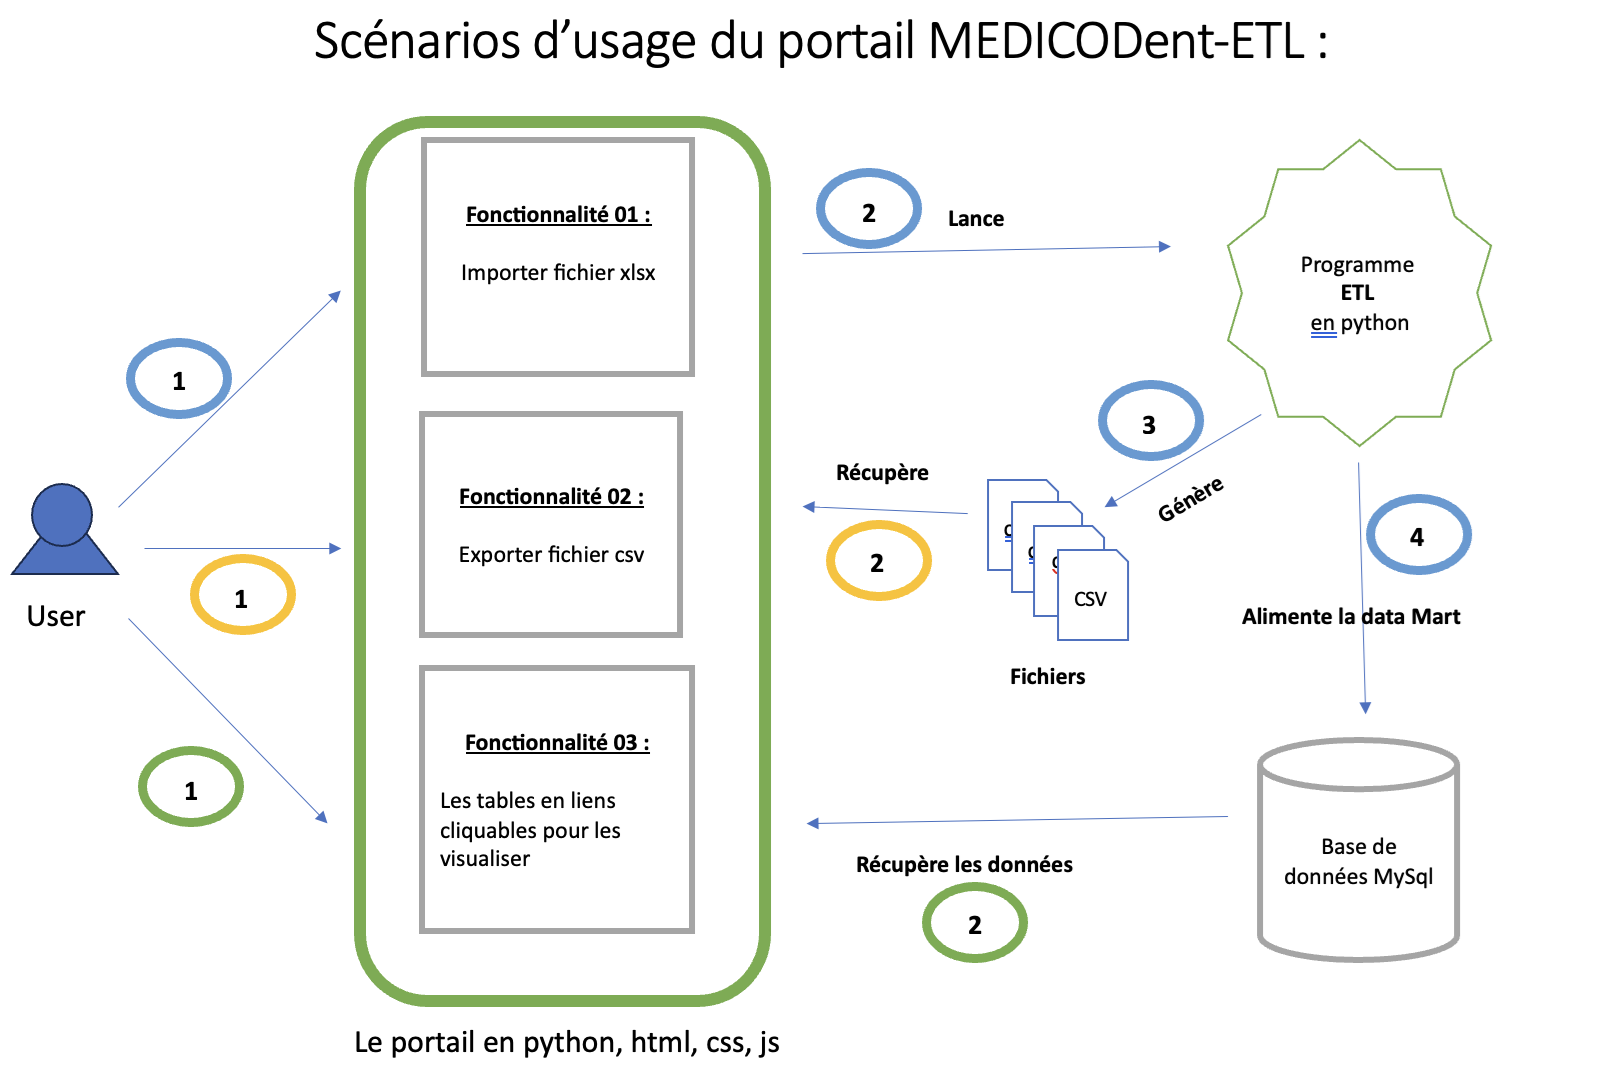 Scénarios d’usage du portail MEDICODent-ETL :
Fonctionnalité 01 :
Importer fichier xlsx
2
Lance
Programme
ETL
en python
1
3
Génère
Récupère
2
Fonctionnalité 02 :
Exporter fichier csv
CSV
Fichiers
4
Alimente la data Mart
User
1
1
Fonctionnalité 03 :
Les tables en liens
cliquables pour les
visualiser
Récupère les données
2
Base de
données MySql
Le portail en python, html, css, js